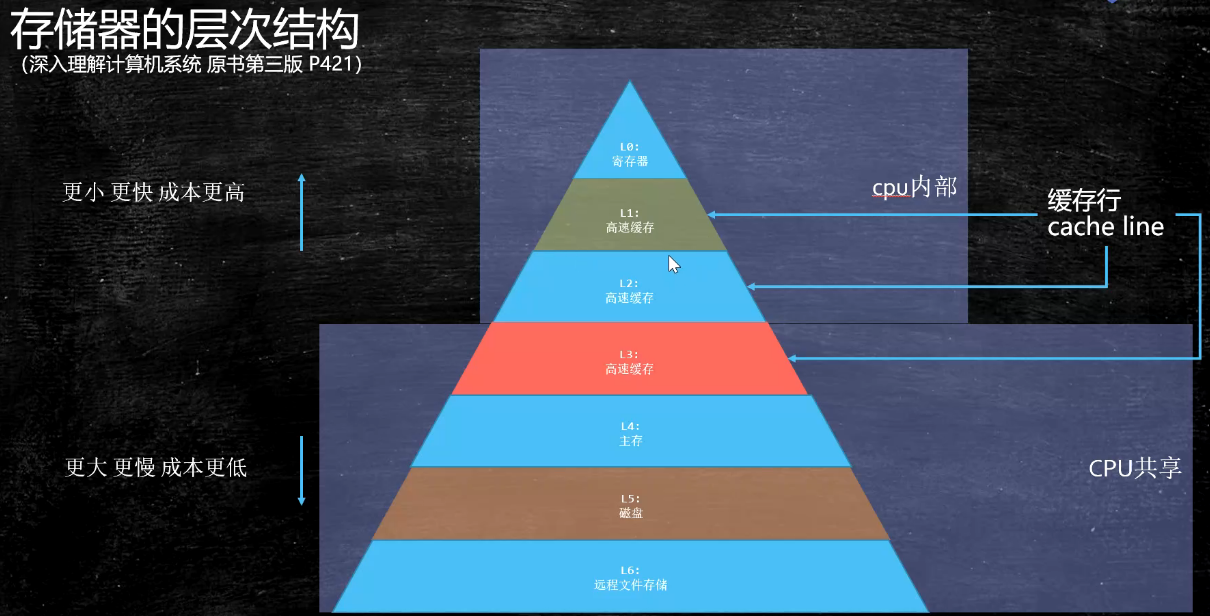 存储器的层次结构
（深入理解计算机系统 原书第三版 P421）
L0:
寄存器
更小 更快 成本更高
cpu内部
缓存行
cache line
L1:
高速缓存
L2:
高速缓存
L3:
高速缓存
L4:
主存
更大 更慢 成本更低
CPU共享
L5:
磁盘
L6:
远程文件存储